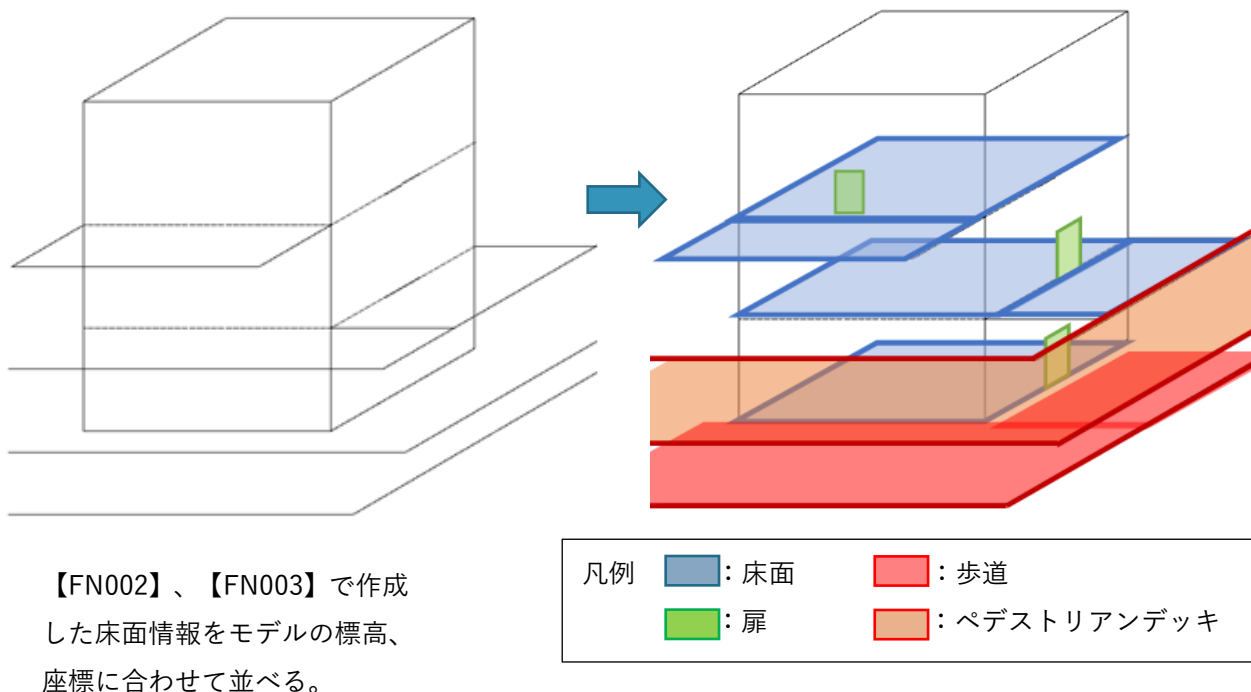 【FN002】、【FN003】で作成
した床面情報をモデルの標高、
座標に合わせて並べる。
凡例 ：床面 ：歩道
：扉 ：ペデストリアンデッキ